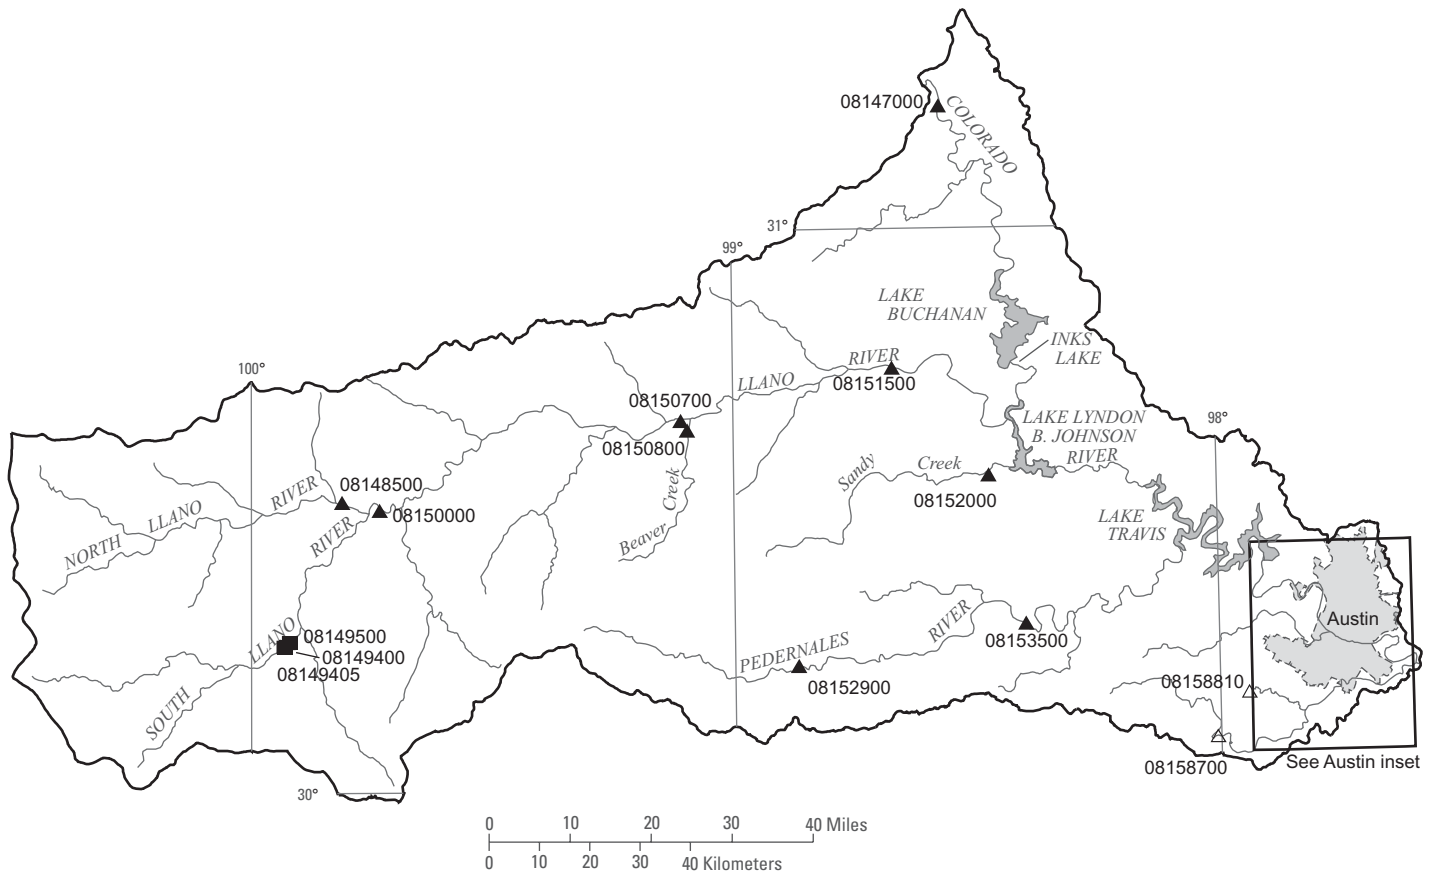 08147000
COLORADO
31°
99°
LAKE
BUCHANAN
INKS
LAKE
RIVER
08151500
LLANO
100°
08150700
08150800
LAKE LYNDON
B. JOHNSON
RIVER
98°
Sandy
Creek
08152000
Creek
Beaver
08148500
RIVER
LLANO
NORTH
08150000
RIVER
LAKE
TRAVIS
LLANO
08149500
08149400
08149405
SOUTH
Austin
RIVER
08153500
PEDERNALES
08152900
08158810
08158700
See Austin inset
30°
0 10 20 30 40 Miles
0 10 20 30 40 Kilometers